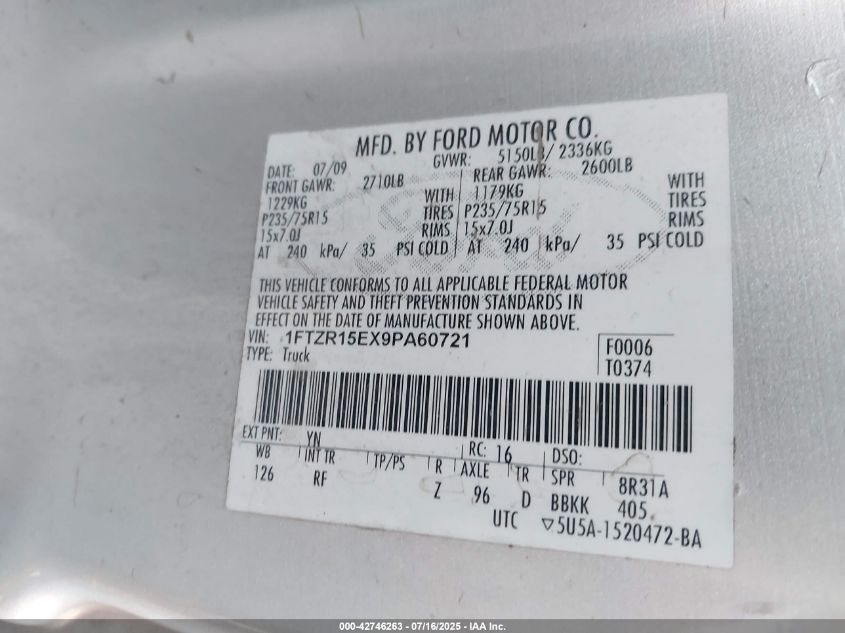 MFD. BY FORD MOTOR CO.
DATE: 07/09 GVWR: 5150LB/ 2336KG
FRONT GAWR: 2710LB REAR GAWR: 2600LB
1229KG WITH 1179KG WITH
P235/75R15 TIRES P235/75R15 TIRES
15x7.0J RIMS 15x7.0J RIMS
AT 240 kPa/ 35 PSI COLD AT 240 kPa/ 35 PSI COLD
THIS VEHICLE CONFORMS TO ALL APPLICABLE FEDERAL MOTOR
VEHICLE SAFETY AND THEFT PREVENTION STANDARDS IN
EFFECT ON THE DATE OF MANUFACTURE SHOWN ABOVE.
VIN: 1FTZR15EX9PA60721 F0006
TYPE: Truck T0374
EXT PNT: YN RC: 16 DSO:
WB INT TR TP/PS R AXLE TR SPR 8R31A
126 RF Z 96 D BBKK 405
UTC ▽5U5A-1520472-BA
000-42746263 - 07/16/2025 - IAA Inc.